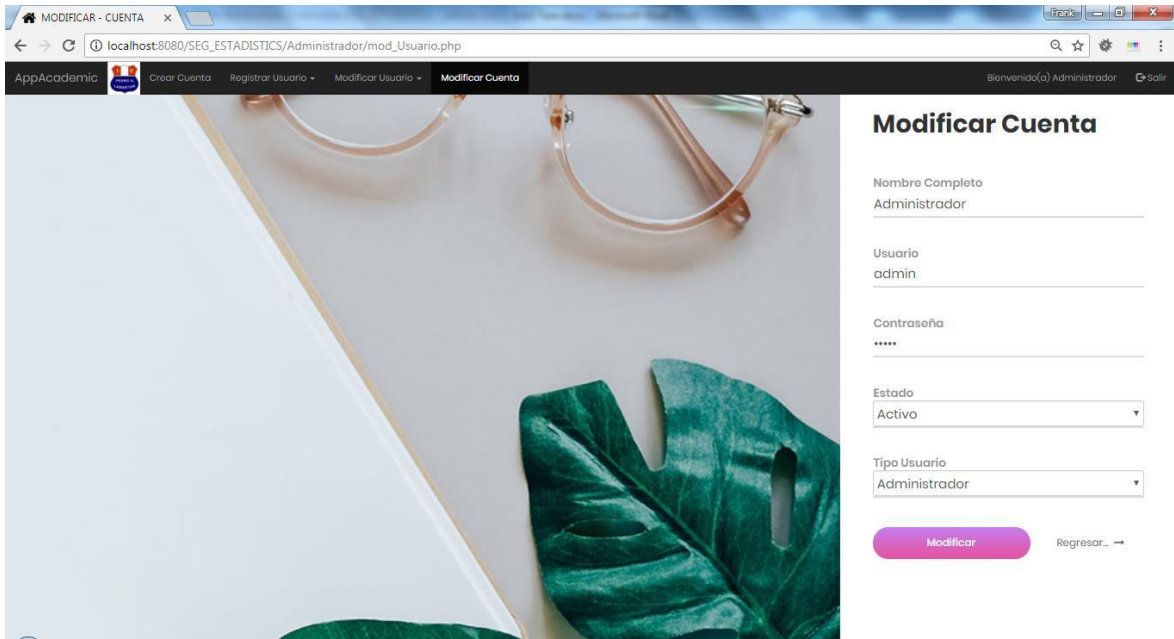 MODIFICAR - CUENTA
Frank
localhost:8080/SEG_ESTADISTICS/Administrador/mod_Usuario.php
AppAcademic Crear Cuenta Registrar Usuario Modificar Usuario Modificar Cuenta Bienvenido(a) Administrador Salir
Modificar Cuenta
Nombre Completo
Administrador
Usuario
admin
Contraseña
•••••
Estado
Activo
Tipo Usuario
Administrador
Modificar Regresar...